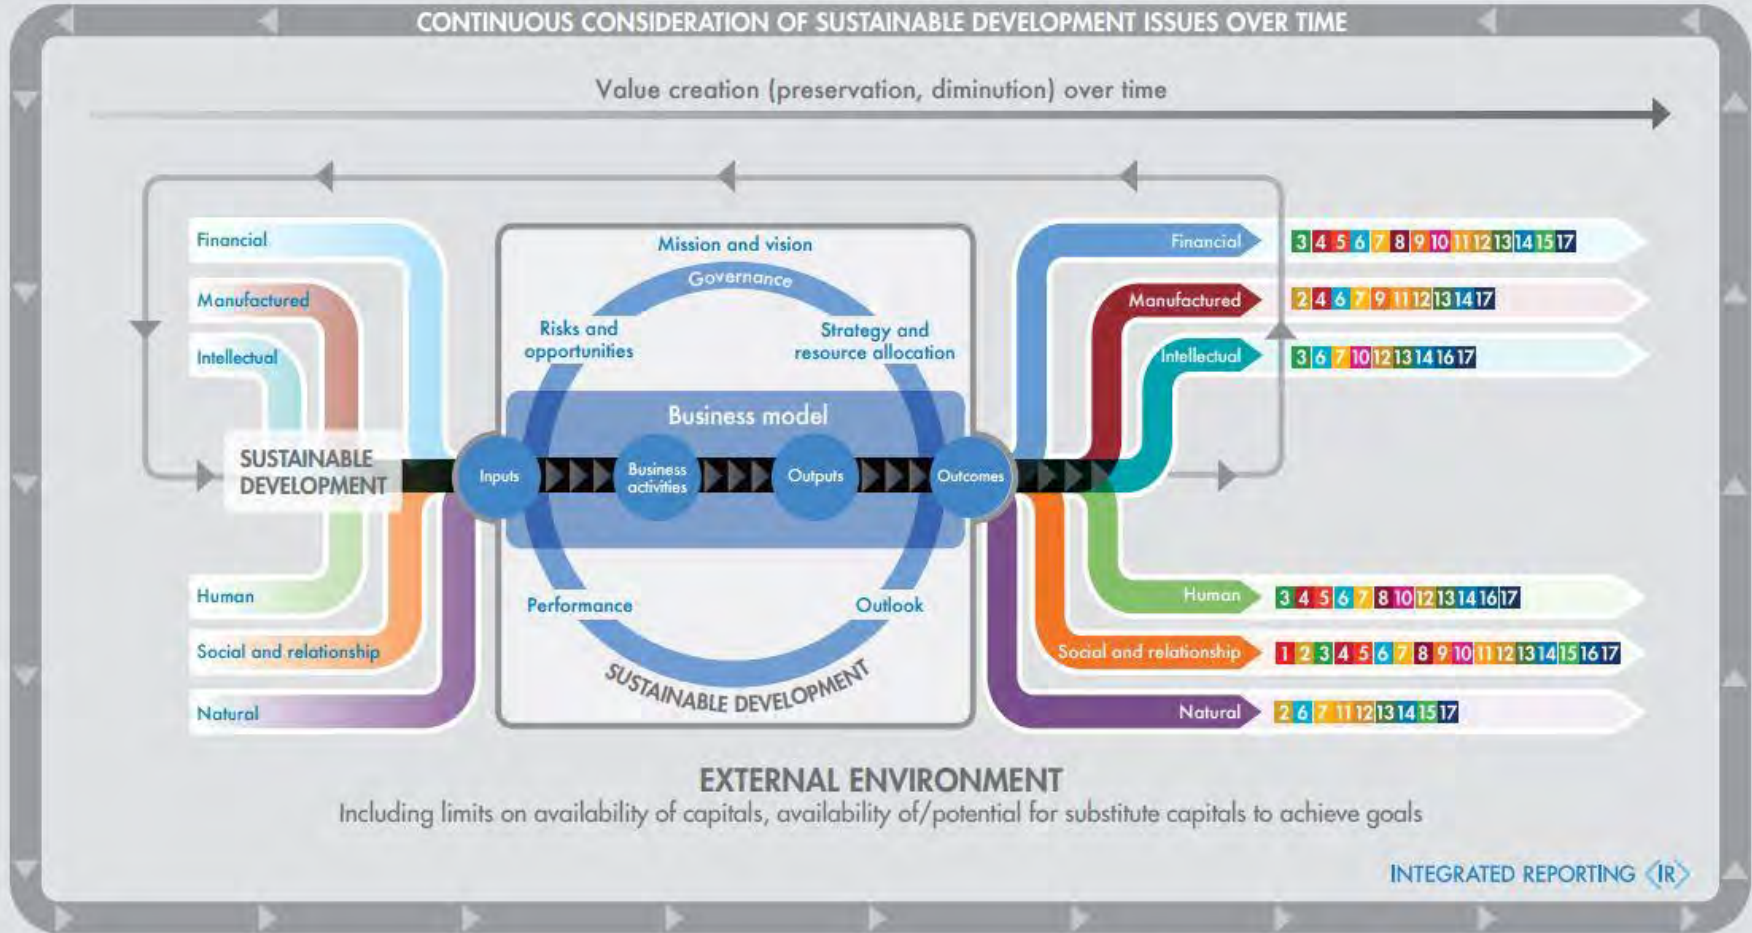 CONTINUOUS CONSIDERATION OF SUSTAINABLE DEVELOPMENT ISSUES OVER TIME
Value creation (preservation, diminution) over time
Financial
Manufactured
Intellectual
SUSTAINABLE
DEVELOPMENT
Human
Social and relationship
Natural
Mission and vision
Governance
Risks and
opportunities
Strategy and
resource allocation
Business model
Inputs
Business
activities
Outputs
Outcomes
Performance
Outlook
SUSTAINABLE DEVELOPMENT
Financial 3 4 5 6 7 8 9 10 11 12 13 14 15 17
Manufactured 2 4 6 7 9 11 12 13 14 17
Intellectual 3 6 7 10 12 13 14 16 17
Human 3 4 5 6 7 8 10 12 13 14 16 17
Social and relationship 1 2 3 4 5 6 7 8 9 10 11 12 13 14 15 16 17
Natural 2 6 7 11 12 13 14 15 17
EXTERNAL ENVIRONMENT
Including limits on availability of capitals, availability of/potential for substitute capitals to achieve goals
INTEGRATED REPORTING <IR>